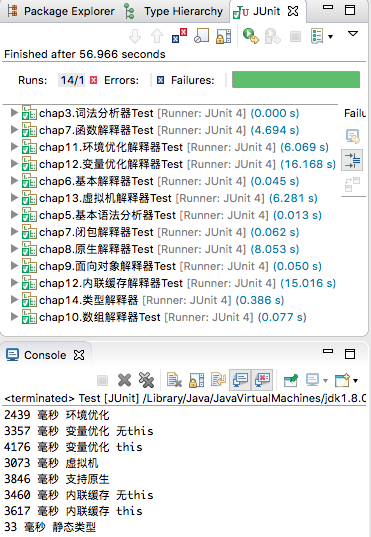 Package Explorer Type Hierarchy JUnit
Finished after 56.966 seconds
Runs: 14/1 Errors: Failures:
chap3.词法分析器Test [Runner: JUnit 4] (0.000 s)
chap7.函数解释器Test [Runner: JUnit 4] (4.694 s)
chap11.环境优化解释器Test [Runner: JUnit 4] (6.069 s)
chap12.变量优化解释器Test [Runner: JUnit 4] (16.168 s)
chap6.基本解释器Test [Runner: JUnit 4] (0.045 s)
chap13.虚拟机解释器Test [Runner: JUnit 4] (6.281 s)
chap5.基本语法分析器Test [Runner: JUnit 4] (0.013 s)
chap7.闭包解释器Test [Runner: JUnit 4] (0.062 s)
chap8.原生解释器Test [Runner: JUnit 4] (8.053 s)
chap9.面向对象解释器Test [Runner: JUnit 4] (0.050 s)
chap12.内联缓存解释器Test [Runner: JUnit 4] (15.016 s)
chap14.类型解释器 [Runner: JUnit 4] (0.386 s)
chap10.数组解释器Test [Runner: JUnit 4] (0.077 s)
Failu
Console
<terminated> Test [JUnit] /Library/Java/JavaVirtualMachines/jdk1.8.0
2439 毫秒 环境优化
3357 毫秒 变量优化 无this
4176 毫秒 变量优化 this
3073 毫秒 虚拟机
3846 毫秒 支持原生
3460 毫秒 内联缓存 无this
3617 毫秒 内联缓存 this
33 毫秒 静态类型